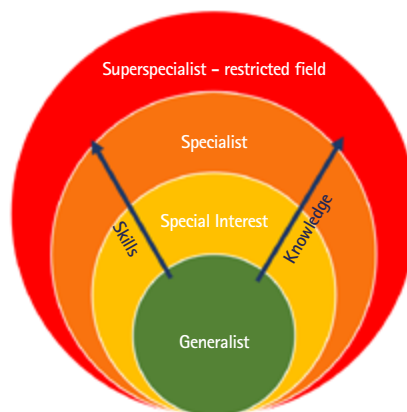 Superspecialist – restricted field
Specialist
Special Interest
Skills
Knowledge
Generalist